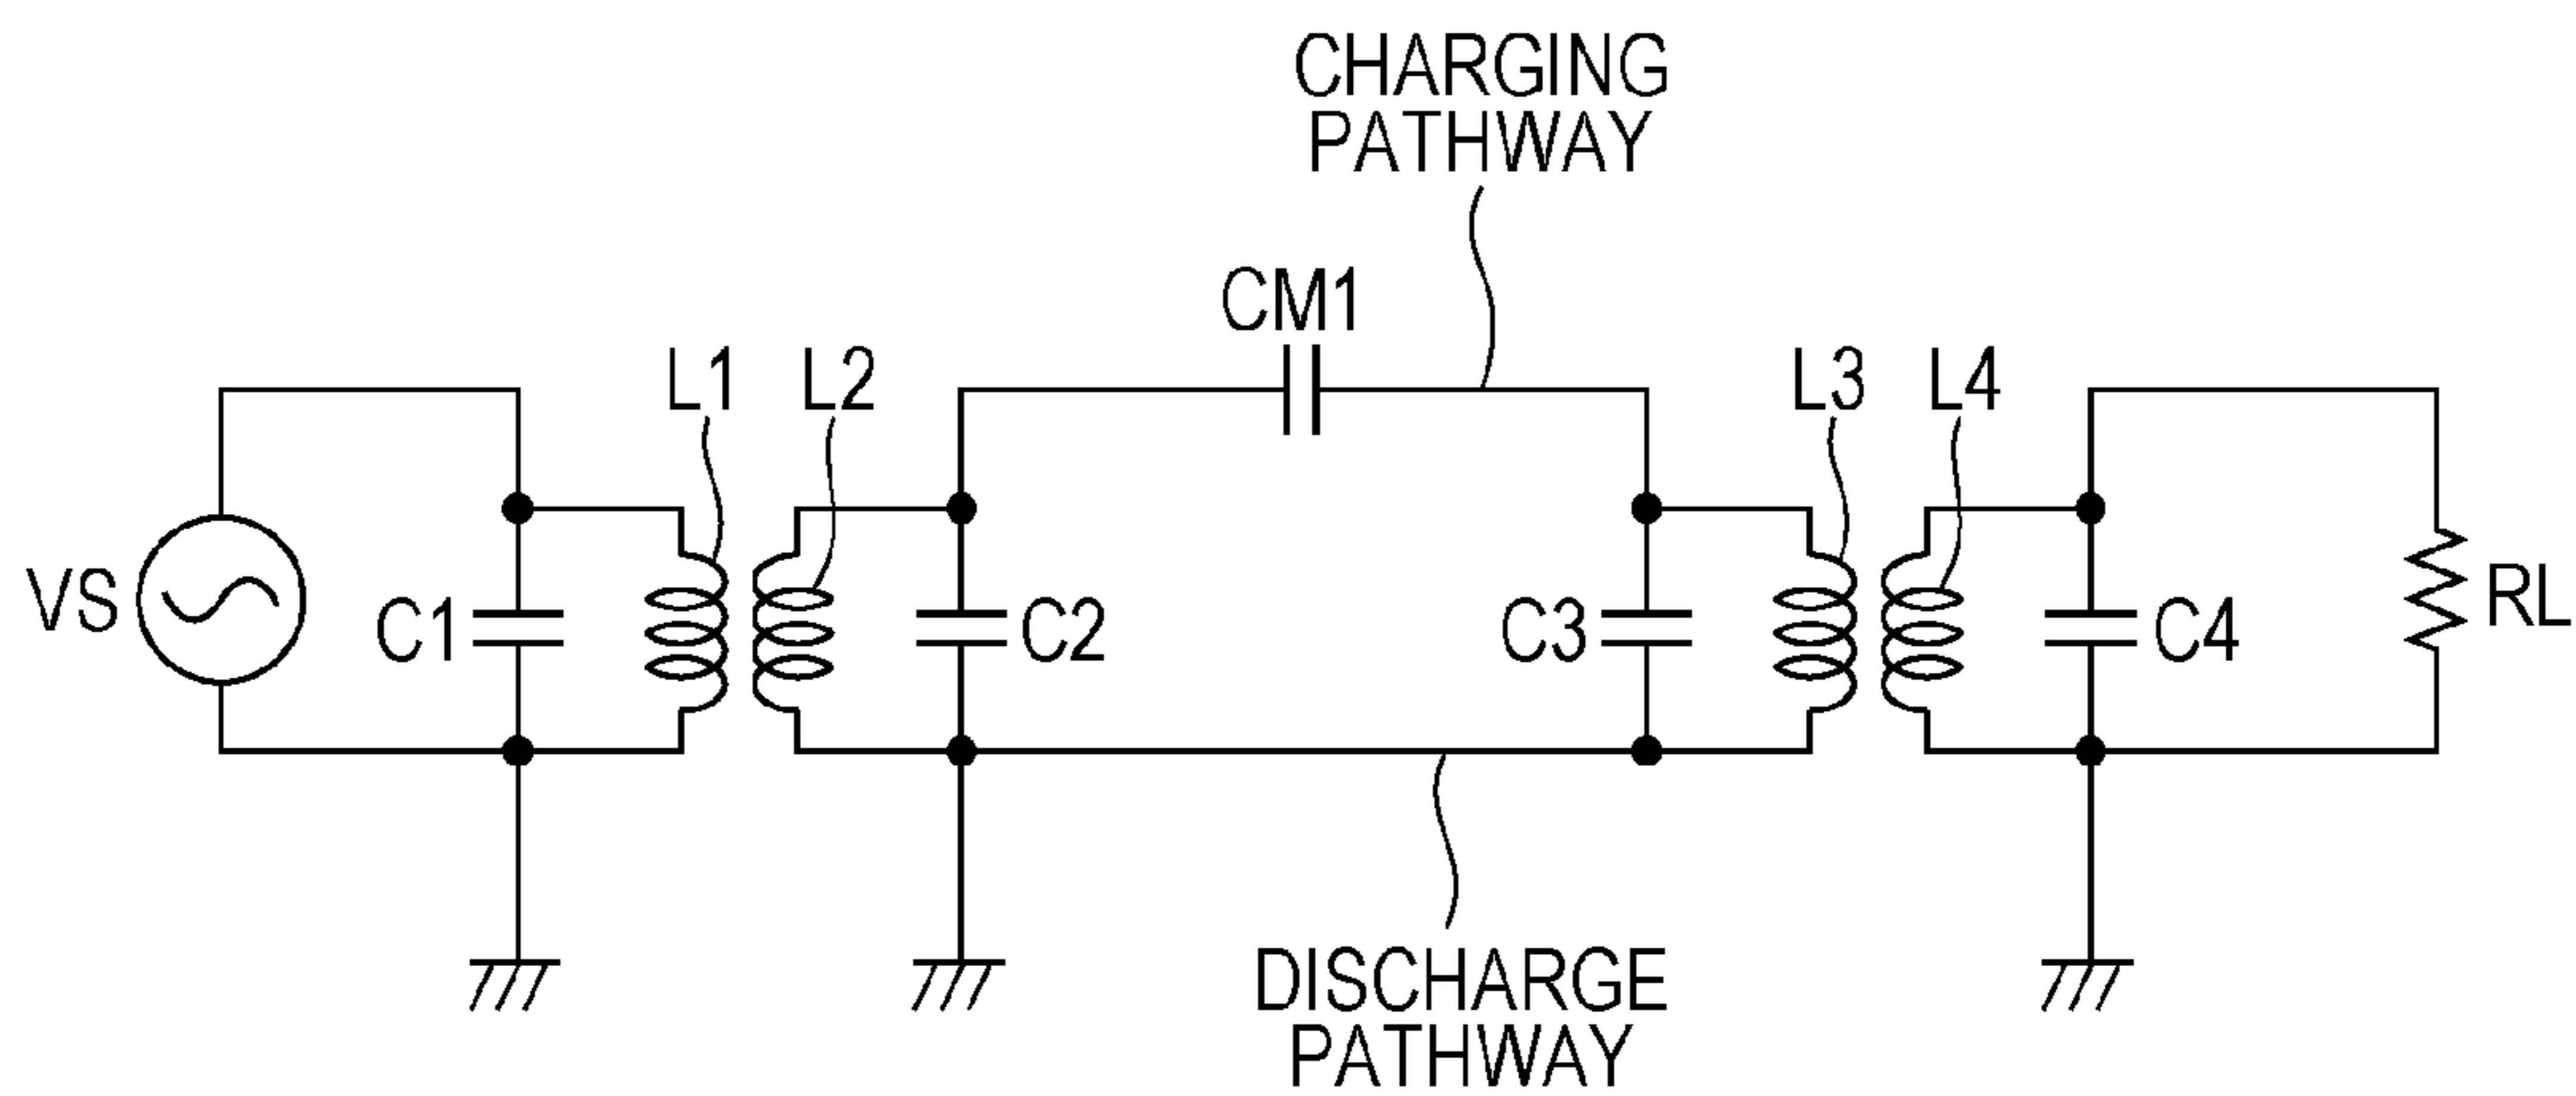 CHARGING
PATHWAY
CM1
L1
L2
L3
L4
VS
C1
C2
C3
C4
RL
DISCHARGE
PATHWAY